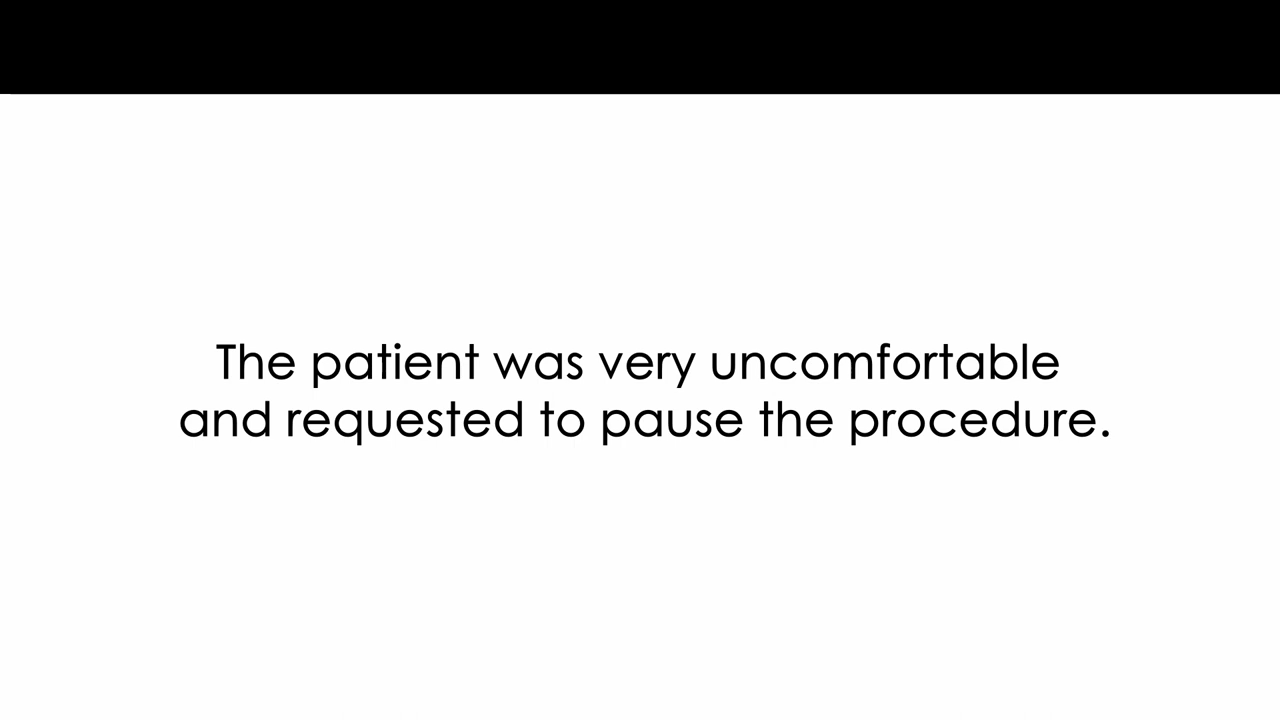 The patient was very uncomfortable
and requested to pause the procedure.